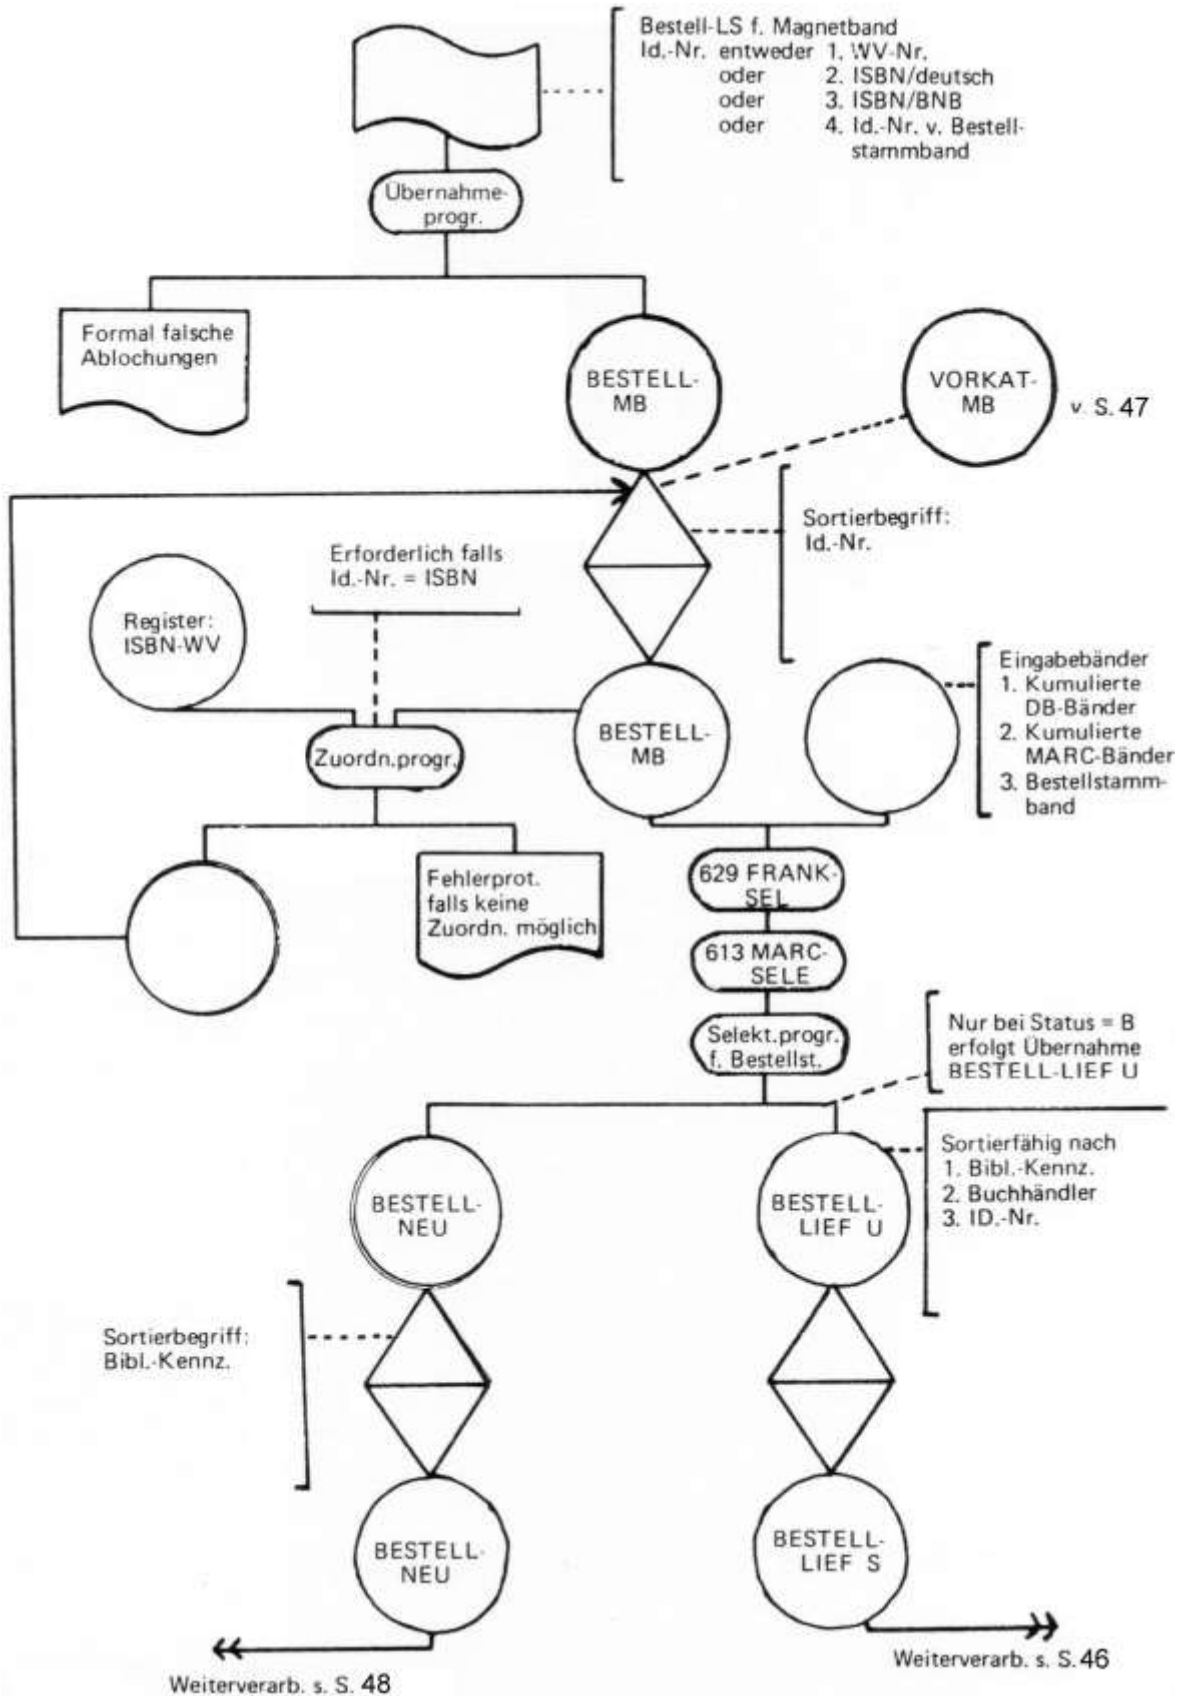 Bestell-LS f. Magnetband
Id.-Nr. entweder 1. WV-Nr.
oder 2. ISBN/deutsch
oder 3. ISBN/BNB
oder 4. Id.-Nr. v. Bestell-
stammband
Übernahme-
progr.
Formal falsche
Ablochungen
BESTELL-
MB
VORKAT-
MB
v. S. 47
Sortierbegriff:
Id.-Nr.
Erforderlich falls
Id.-Nr. = ISBN
Register:
ISBN-WV
Zuordn.progr.
BESTELL-
MB
Eingabebänder
1. Kumulierte
DB-Bänder
2. Kumulierte
MARC-Bänder
3. Bestellstamm-
band
Fehlerprot.
falls keine
Zuordn. möglich
629 FRANK-
SEL
613 MARC-
SELE
Selekt.progr.
f. Bestellst.
Nur bei Status = B
erfolgt Übernahme
BESTELL-LIEF U
BESTELL-
NEU
BESTELL-
LIEF U
Sortierfähig nach
1. Bibl.-Kennz.
2. Buchhändler
3. ID.-Nr.
Sortierbegriff:
Bibl.-Kennz.
BESTELL-
NEU
BESTELL-
LIEF S
Weiterverarb. s. S. 48
Weiterverarb. s. S. 46